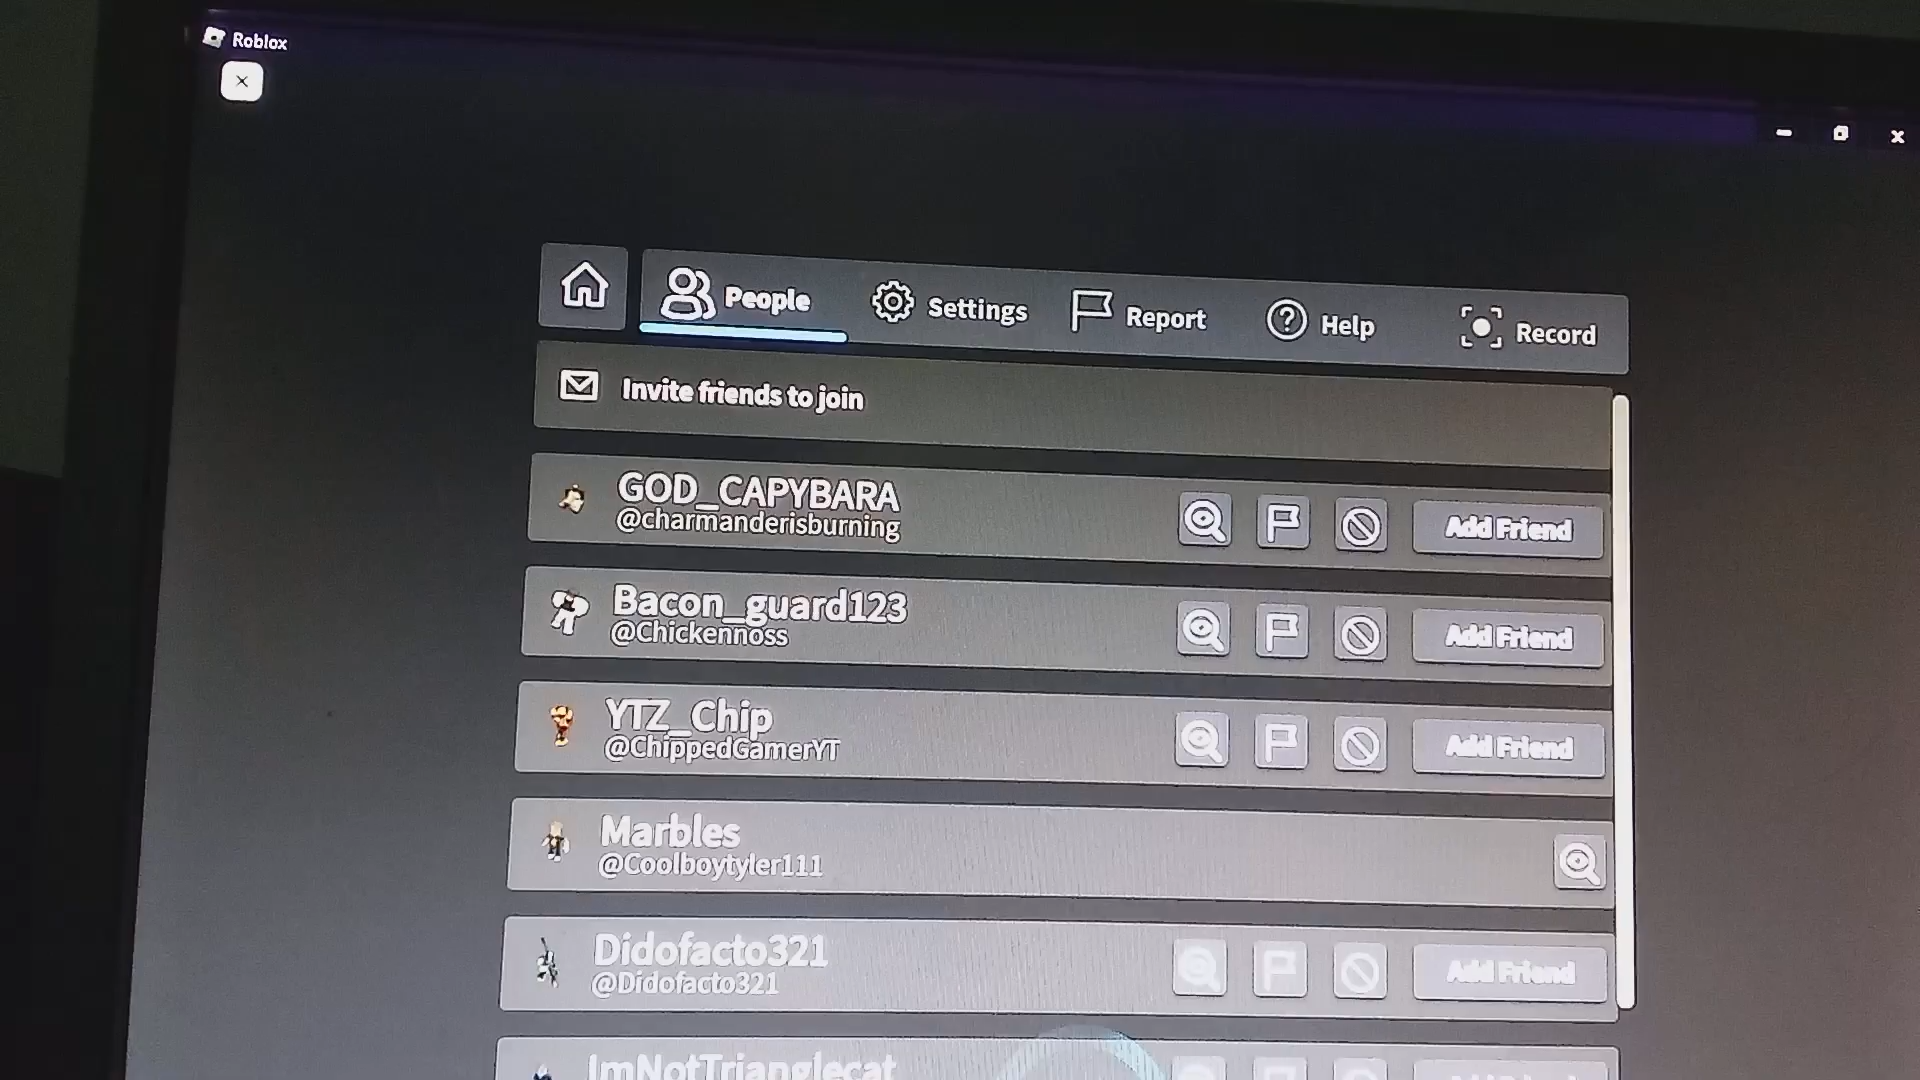 Roblox
People
Settings
Report
Help
Record
Invite friends to join
GOD_CAPYBARA
@charmanderisburning
Add Friend
Bacon_guard123
@Chickennoss
Add Friend
YTZ_Chip
@ChippedGamerYT
Add Friend
Marbles
@Coolboytyler111
Didofacto321
@Didofacto321
Add Friend
ImNotTrianglecat